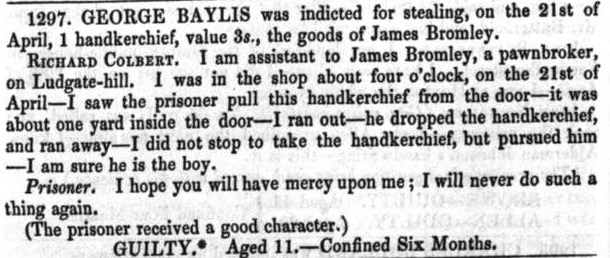 1297. GEORGE BAYLIS was indicted for stealing, on the 21st of
April, 1 handkerchief, value 3s., the goods of James Bromley.
RICHARD COLBERT. I am assistant to James Bromley, a pawnbroker,
on Ludgate-hill. I was in the shop about four o'clock, on the 21st of
April—I saw the prisoner pull this handkerchief from the door—it was
about one yard inside the door—I ran out—he dropped the handkerchief,
and ran away—I did not stop to take the handkerchief, but pursued him
—I am sure he is the boy.
Prisoner. I hope you will have mercy upon me; I will never do such a
thing again.
(The prisoner received a good character.)
GUILTY.* Aged 11.—Confined Six Months.